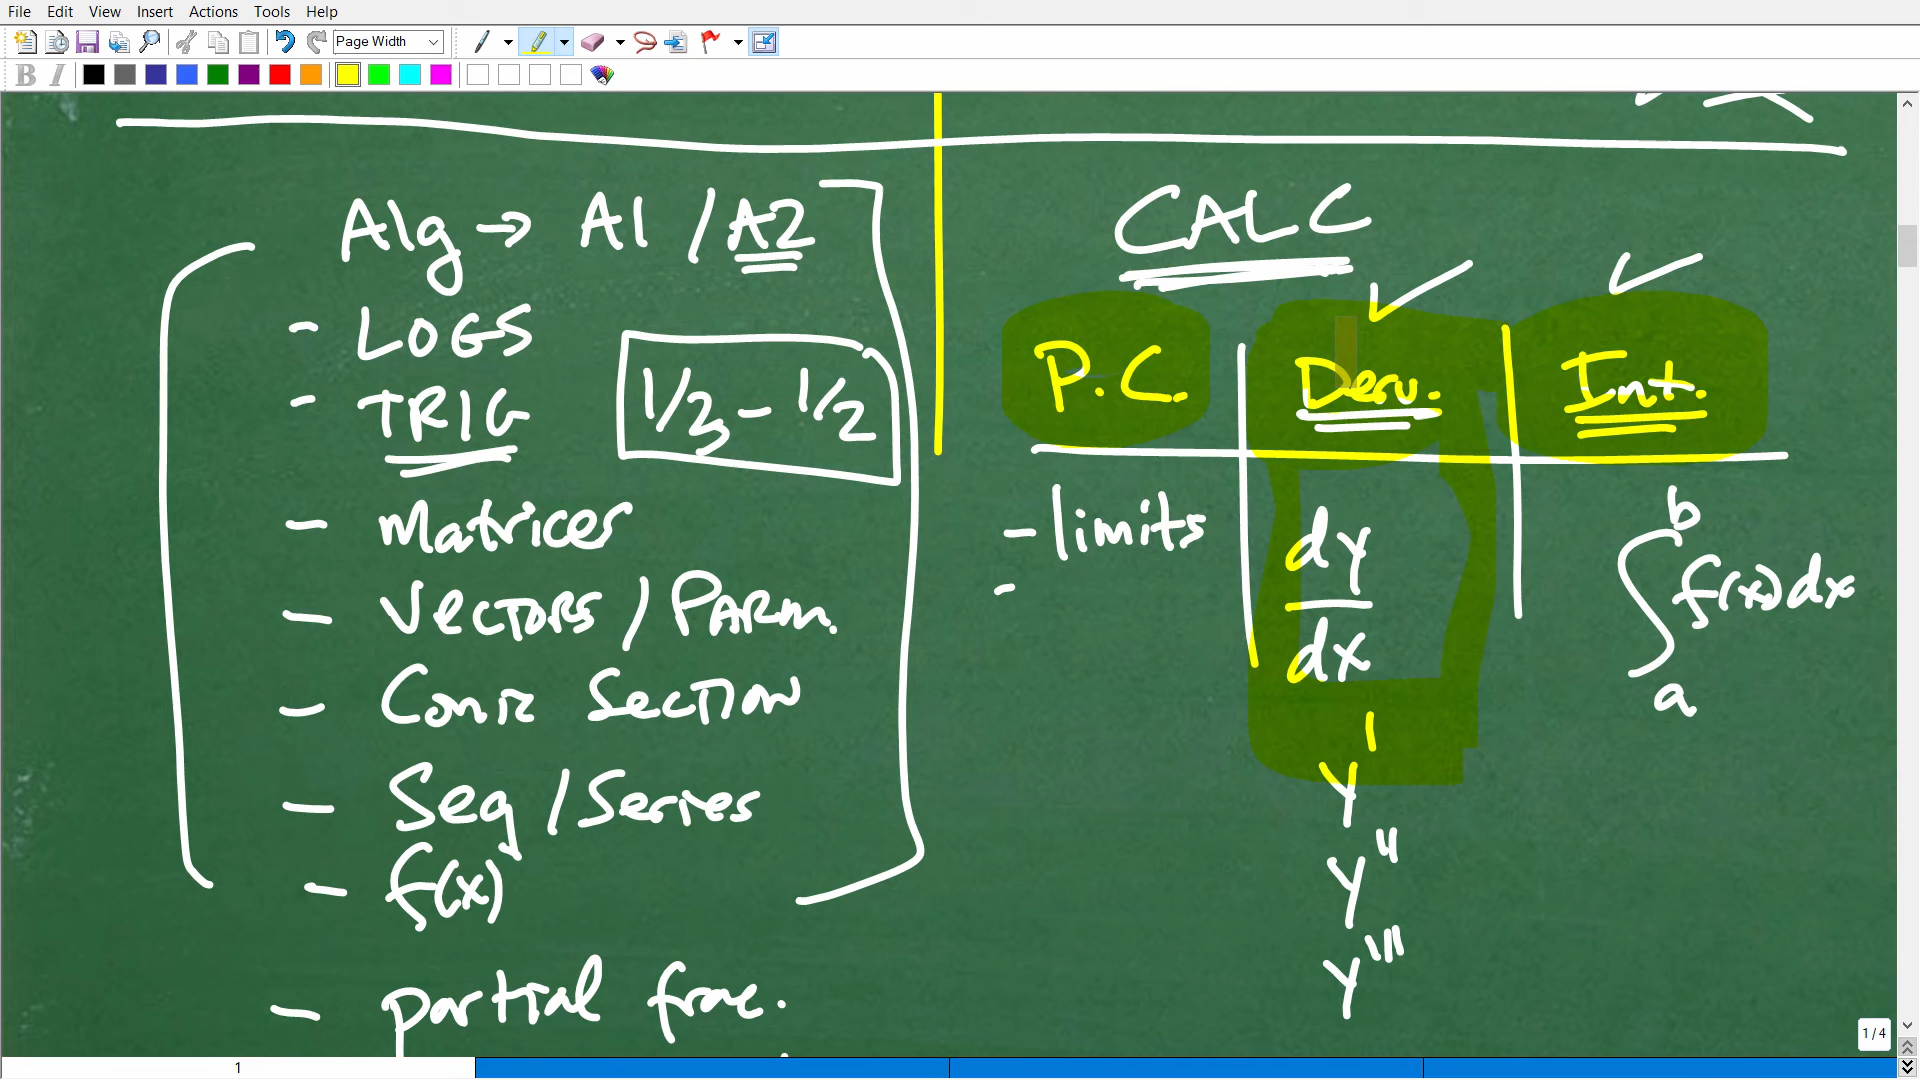 File Edit View Insert Actions Tools Help
Page Width
B I
Alg → A1 / A2
- LOGS
- TRIG
1/3 - 1/2
- Matrices
- Vectors / PARM.
- Conic Section
- Seq / Series
- f(x)
- partial frac.
CALC
P.C. Deriv. Int.
- limits
-
dy
dx
y'
y''
y'''
b
∫ f(x) dx
a
1 / 4
1